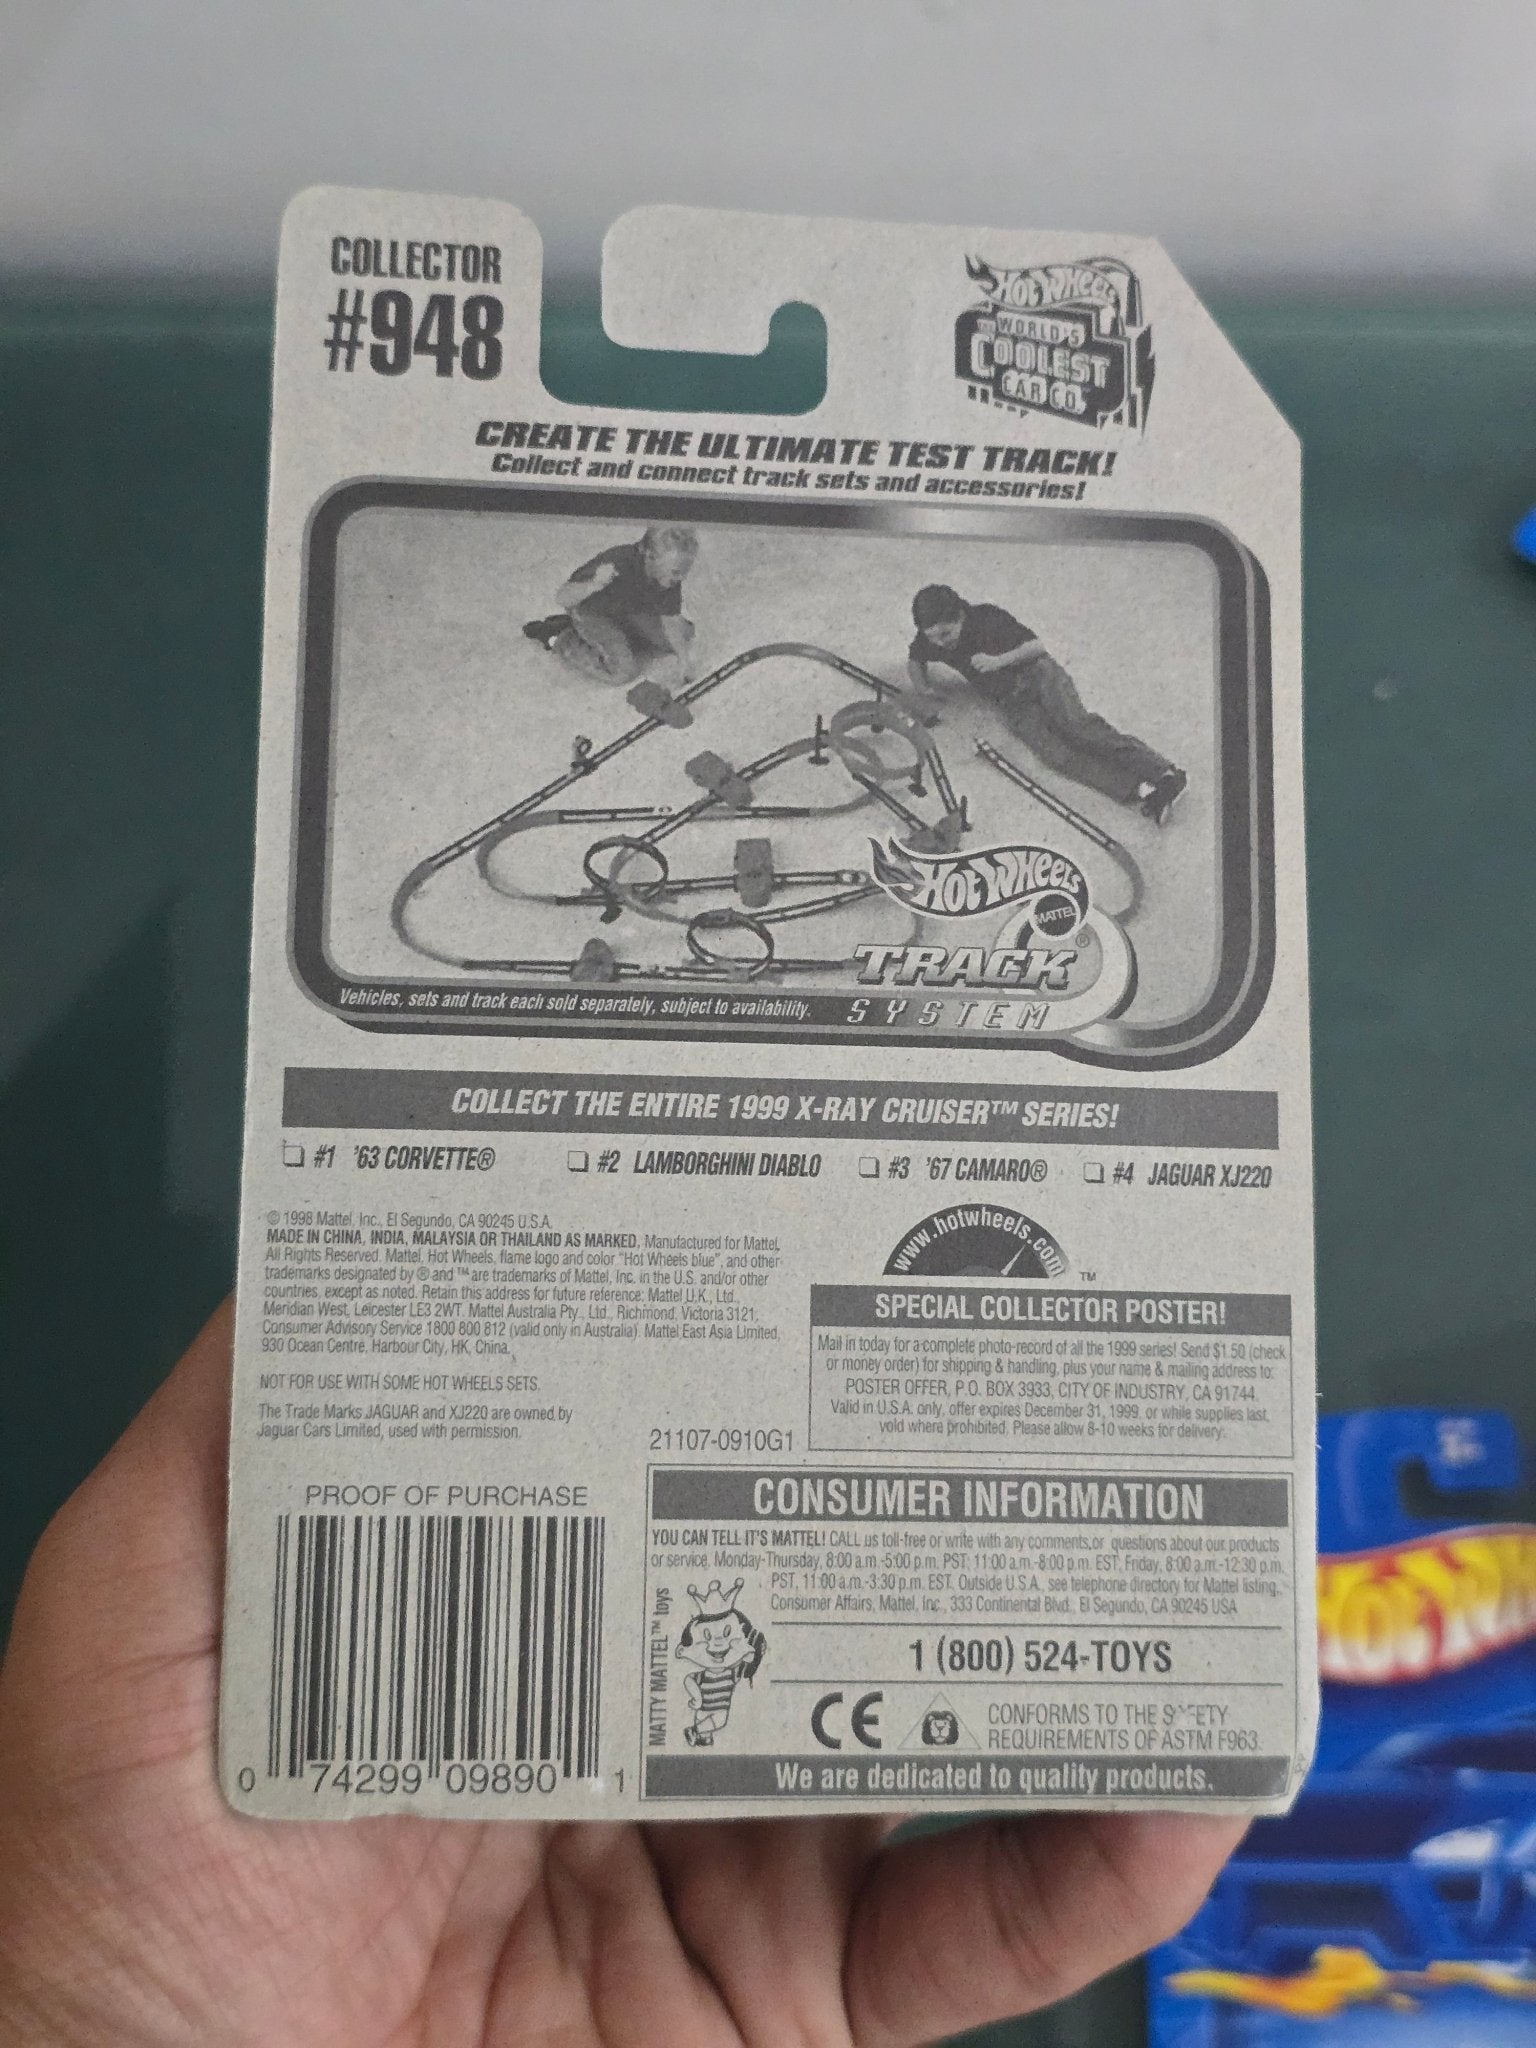 COLLECTOR
#948
HOT WHEELS
THE WORLD'S
COOLEST
CAR CO.
CREATE THE ULTIMATE TEST TRACK!
Collect and connect track sets and accessories!
HOT WHEELS
MATTEL
TRACK®
SYSTEM
Vehicles, sets and track each sold separately, subject to availability.
COLLECT THE ENTIRE 1999 X-RAY CRUISER™ SERIES!
#1 '63 CORVETTE® #2 LAMBORGHINI DIABLO #3 '67 CAMARO® #4 JAGUAR XJ220
© 1998 Mattel, Inc., El Segundo, CA 90245 U.S.A.
MADE IN CHINA, INDIA, MALAYSIA OR THAILAND AS MARKED. Manufactured for Mattel.
All Rights Reserved. Mattel, Hot Wheels, flame logo and color "Hot Wheels blue", and other
trademarks designated by ® and ™ are trademarks of Mattel, Inc. in the U.S. and/or other
countries, except as noted. Retain this address for future reference: Mattel U.K., Ltd.,
Meridian West, Leicester LE3 2WT. Mattel Australia Pty., Ltd., Richmond, Victoria 3121.
Consumer Advisory Service 1800 800 812 (valid only in Australia). Mattel East Asia Limited,
930 Ocean Centre, Harbour City, HK, China.
NOT FOR USE WITH SOME HOT WHEELS SETS.
The Trade Marks JAGUAR and XJ220 are owned by
Jaguar Cars Limited, used with permission.
21107-0910G1
www.hotwheels.com
™
SPECIAL COLLECTOR POSTER!
Mail in today for a complete photo-record of all the 1999 series! Send $1.50 (check
or money order) for shipping & handling, plus your name & mailing address to:
POSTER OFFER, P.O. BOX 3933, CITY OF INDUSTRY, CA 91744.
Valid in U.S.A. only, offer expires December 31, 1999, or while supplies last,
void where prohibited. Please allow 8-10 weeks for delivery.
PROOF OF PURCHASE
0 74299 09890 1
CONSUMER INFORMATION
YOU CAN TELL IT'S MATTEL! CALL us toll-free or write with any comments or questions about our products
or service, Monday-Thursday, 8:00 a.m.-5:00 p.m. PST, 11:00 a.m.-8:00 p.m. EST, Friday, 8:00 a.m.-12:30 p.m.
PST, 11:00 a.m.-3:30 p.m. EST. Outside U.S.A., see telephone directory for Mattel listing.
Consumer Affairs, Mattel, Inc., 333 Continental Blvd., El Segundo, CA 90245 USA
MATTY MATTEL™ toys
1 (800) 524-TOYS
CE
CONFORMS TO THE SAFETY
REQUIREMENTS OF ASTM F963.
We are dedicated to quality products.
HOT WH